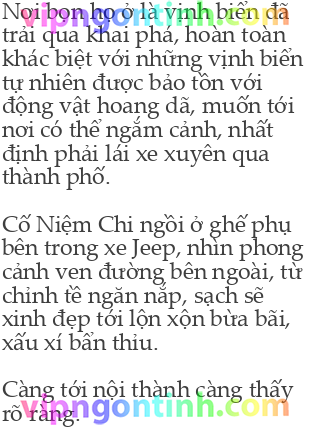 Nơi bọn họ ở là vịnh biển đã
trải qua khai phá, hoàn toàn
khác biệt với những vịnh biển
tự nhiên được bảo tồn với
động vật hoang dã, muốn tới
nơi có thể ngắm cảnh, nhất
định phải lái xe xuyên qua
thành phố.
Cố Niệm Chi ngồi ở ghế phụ
bên trong xe Jeep, nhìn phong
cảnh ven đường bên ngoài, từ
chỉnh tề ngăn nắp, sạch sẽ
xinh đẹp tới lộn xộn bừa bãi,
xấu xí bẩn thỉu.
Càng tới nội thành càng thấy
rõ ràng.
vipngontinh.com
vipngontinh.com